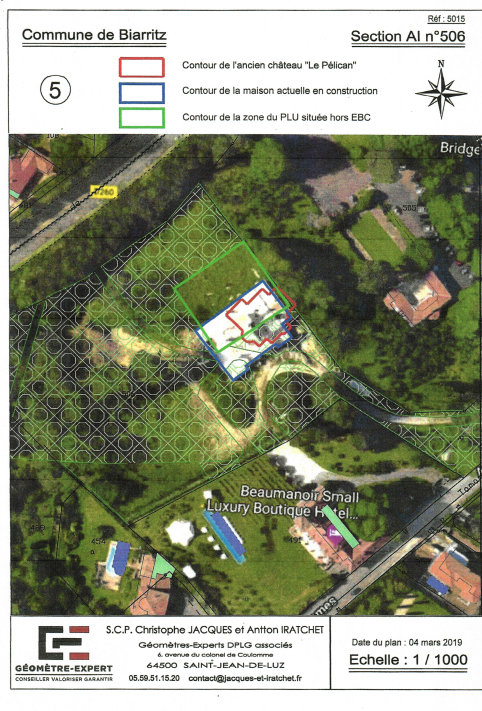 Réf : 5015
Commune de Biarritz
Section AI n°506
5
Contour de l'ancien château "Le Pélican"
Contour de la maison actuelle en construction
Contour de la zone du PLU située hors EBC
N
Bridge
D260
505
Beaumanoir Small
Luxury Boutique Hotel...
494
S.C.P. Christophe JACQUES et Antton IRATCHET
Géomètres-Experts DPLG associés
6, avenue du colonel de Coulomme
64500 SAINT-JEAN-DE-LUZ
05.59.51.15.20 contact@jacques-et-iratchet.fr
GÉOMÈTRE-EXPERT
CONSEILLER VALORISER GARANTIR
Date du plan : 04 mars 2019
Echelle : 1 / 1000